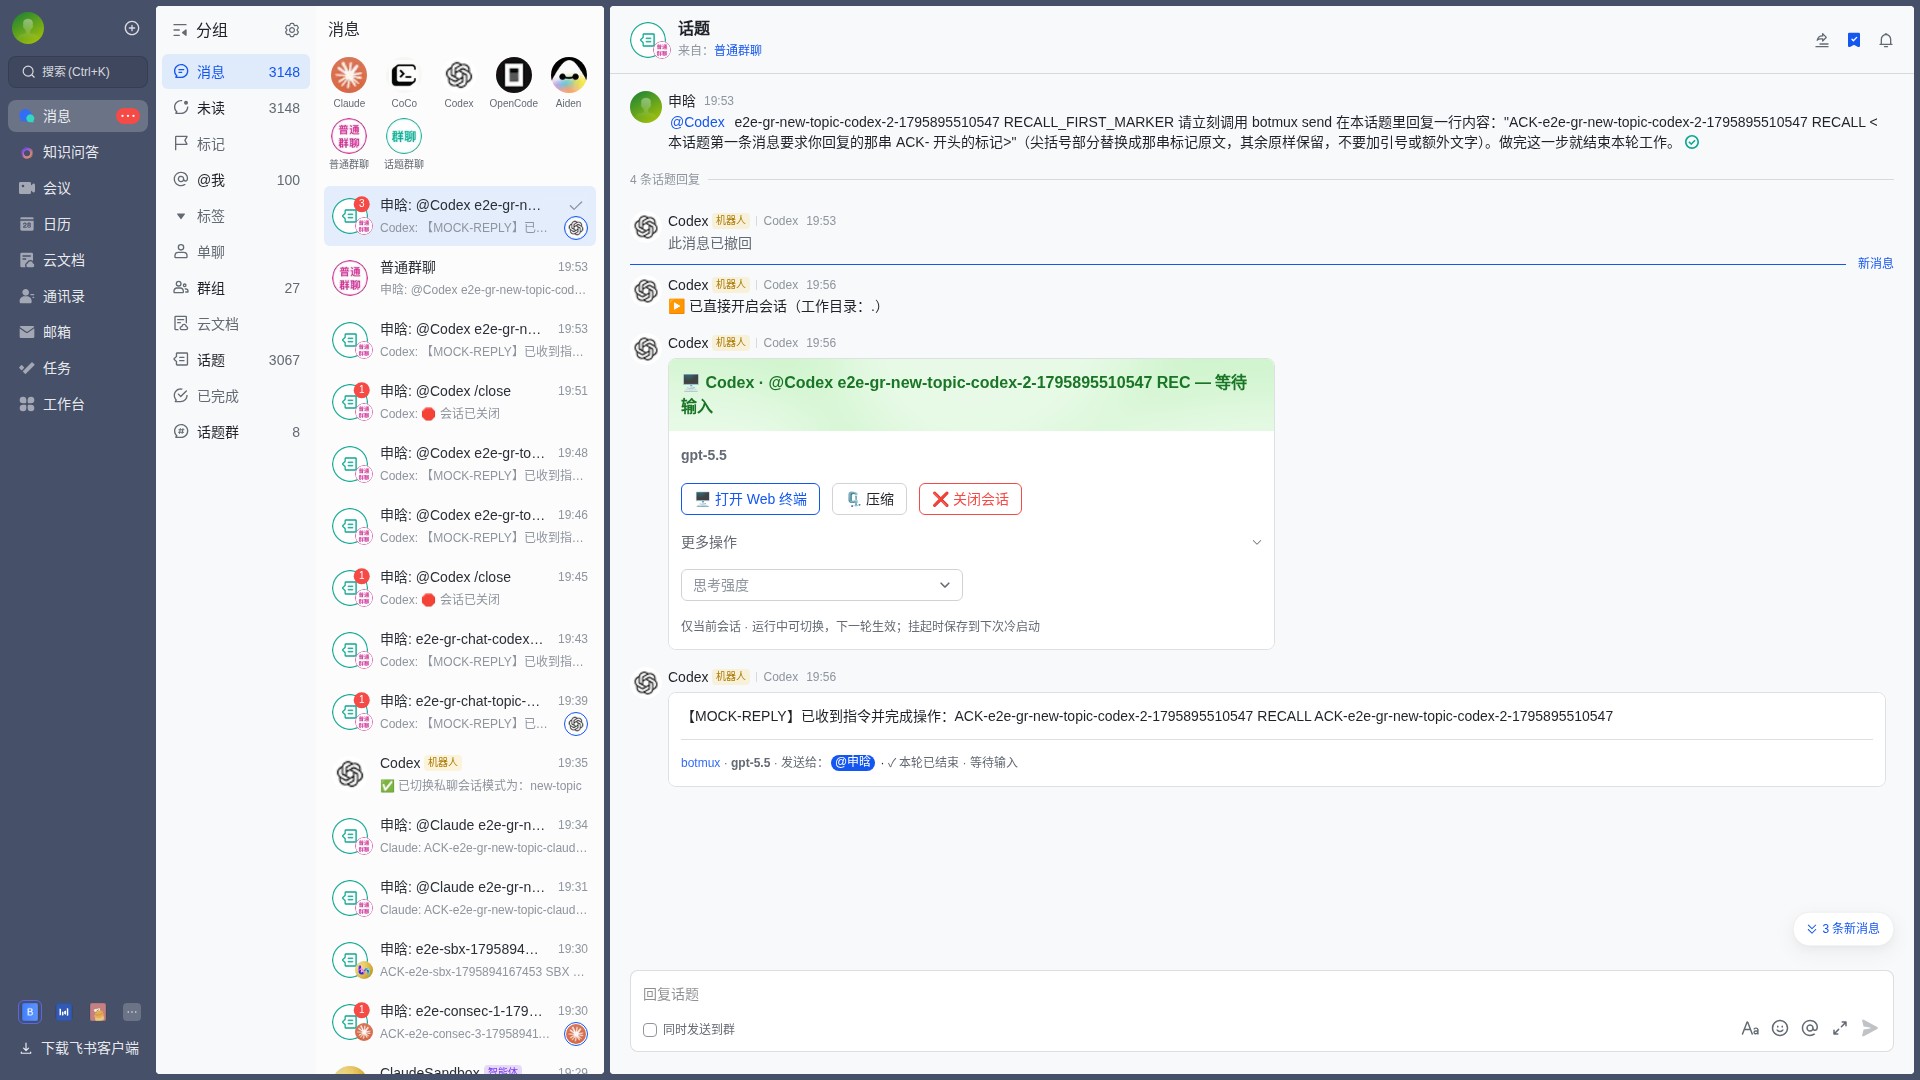 搜索 (Ctrl+K)
消息
知识问答
会议
日历
云文档
通讯录
邮箱
任务
工作台
下载飞书客户端
分组
消息 3148
未读 3148
标记
@我 100
标签
单聊
群组 27
云文档
话题 3067
已完成
话题群 8
消息
Claude
CoCo
Codex
OpenCode
Aiden
普通群聊
普通群聊
群聊
话题群聊
3
申晗: @Codex e2e-gr-n...
Codex: 【MOCK-REPLY】已...
普通群聊
普通群聊 19:53
申晗: @Codex e2e-gr-new-topic-cod...
申晗: @Codex e2e-gr-n... 19:53
Codex: 【MOCK-REPLY】已收到指...
1
申晗: @Codex /close 19:51
Codex: 🛑 会话已关闭
申晗: @Codex e2e-gr-to... 19:48
Codex: 【MOCK-REPLY】已收到指...
申晗: @Codex e2e-gr-to... 19:46
Codex: 【MOCK-REPLY】已收到指...
1
申晗: @Codex /close 19:45
Codex: 🛑 会话已关闭
申晗: e2e-gr-chat-codex... 19:43
Codex: 【MOCK-REPLY】已收到指...
1
申晗: e2e-gr-chat-topic-... 19:39
Codex: 【MOCK-REPLY】已...
Codex 机器人 19:35
✅ 已切换私聊会话模式为：new-topic
申晗: @Claude e2e-gr-n... 19:34
Claude: ACK-e2e-gr-new-topic-claud...
申晗: @Claude e2e-gr-n... 19:31
Claude: ACK-e2e-gr-new-topic-claud...
申晗: e2e-sbx-1795894... 19:30
ACK-e2e-sbx-1795894167453 SBX ...
1
申晗: e2e-consec-1-179... 19:30
ACK-e2e-consec-3-17958941...
ClaudeSandbox 智能体 19:29
话题
来自：普通群聊
申晗 19:53
@Codex e2e-gr-new-topic-codex-2-1795895510547 RECALL_FIRST_MARKER 请立刻调用 botmux send 在本话题里回复一行内容："ACK-e2e-gr-new-topic-codex-2-1795895510547 RECALL <
本话题第一条消息要求你回复的那串 ACK- 开头的标记>"（尖括号部分替换成那串标记原文，其余原样保留，不要加引号或额外文字）。做完这一步就结束本轮工作。
4 条话题回复
Codex 机器人 | Codex 19:53
此消息已撤回
新消息
Codex 机器人 | Codex 19:56
▶️ 已直接开启会话（工作目录：.）
Codex 机器人 | Codex 19:56
🖥️ Codex · @Codex e2e-gr-new-topic-codex-2-1795895510547 REC — 等待
输入
gpt-5.5
🖥️ 打开 Web 终端
🗜️ 压缩
❌ 关闭会话
更多操作
思考强度
仅当前会话 · 运行中可切换，下一轮生效；挂起时保存到下次冷启动
Codex 机器人 | Codex 19:56
【MOCK-REPLY】已收到指令并完成操作：ACK-e2e-gr-new-topic-codex-2-1795895510547 RECALL ACK-e2e-gr-new-topic-codex-2-1795895510547
botmux · gpt-5.5 · 发送给： @申晗 · ✓ 本轮已结束 · 等待输入
3 条新消息
回复话题
同时发送到群